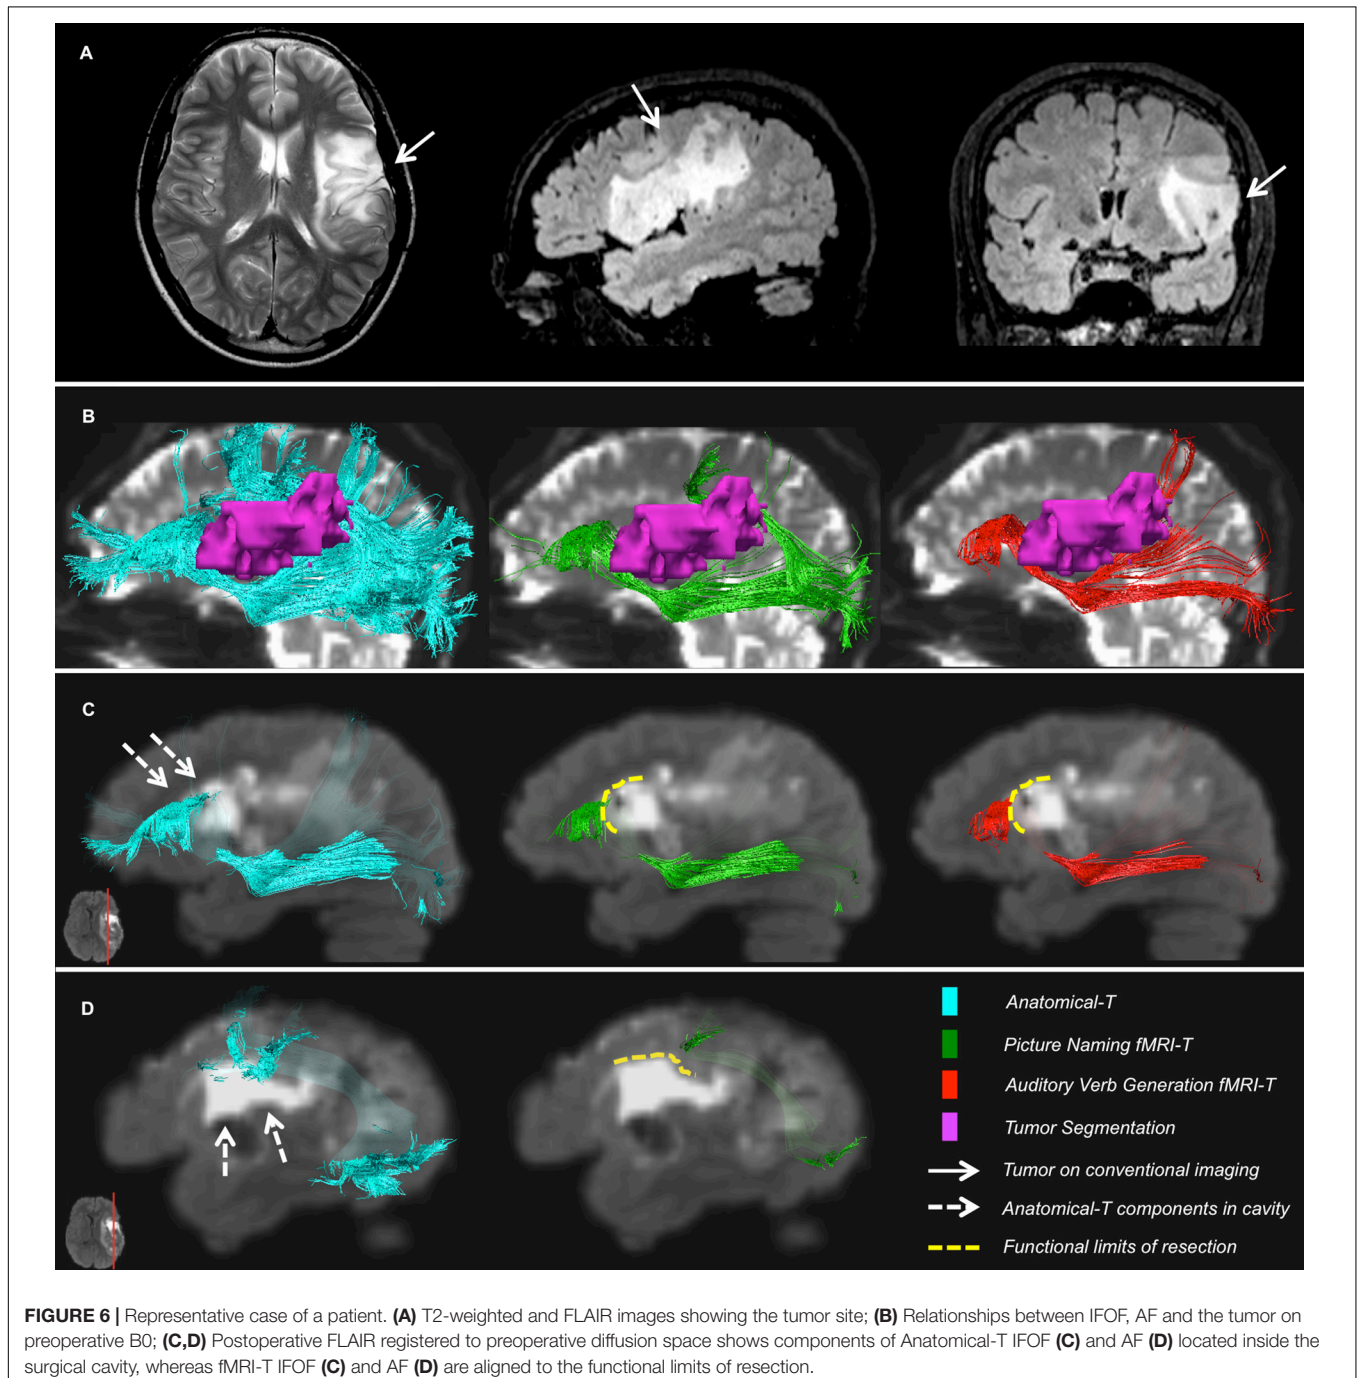 A
B
C
D
Anatomical-T
Picture Naming fMRI-T
Auditory Verb Generation fMRI-T
Tumor Segmentation
Tumor on conventional imaging
Anatomical-T components in cavity
Functional limits of resection
FIGURE 6 | Representative case of a patient. (A) T2-weighted and FLAIR images showing the tumor site; (B) Relationships between IFOF, AF and the tumor on
preoperative B0; (C,D) Postoperative FLAIR registered to preoperative diffusion space shows components of Anatomical-T IFOF (C) and AF (D) located inside the
surgical cavity, whereas fMRI-T IFOF (C) and AF (D) are aligned to the functional limits of resection.